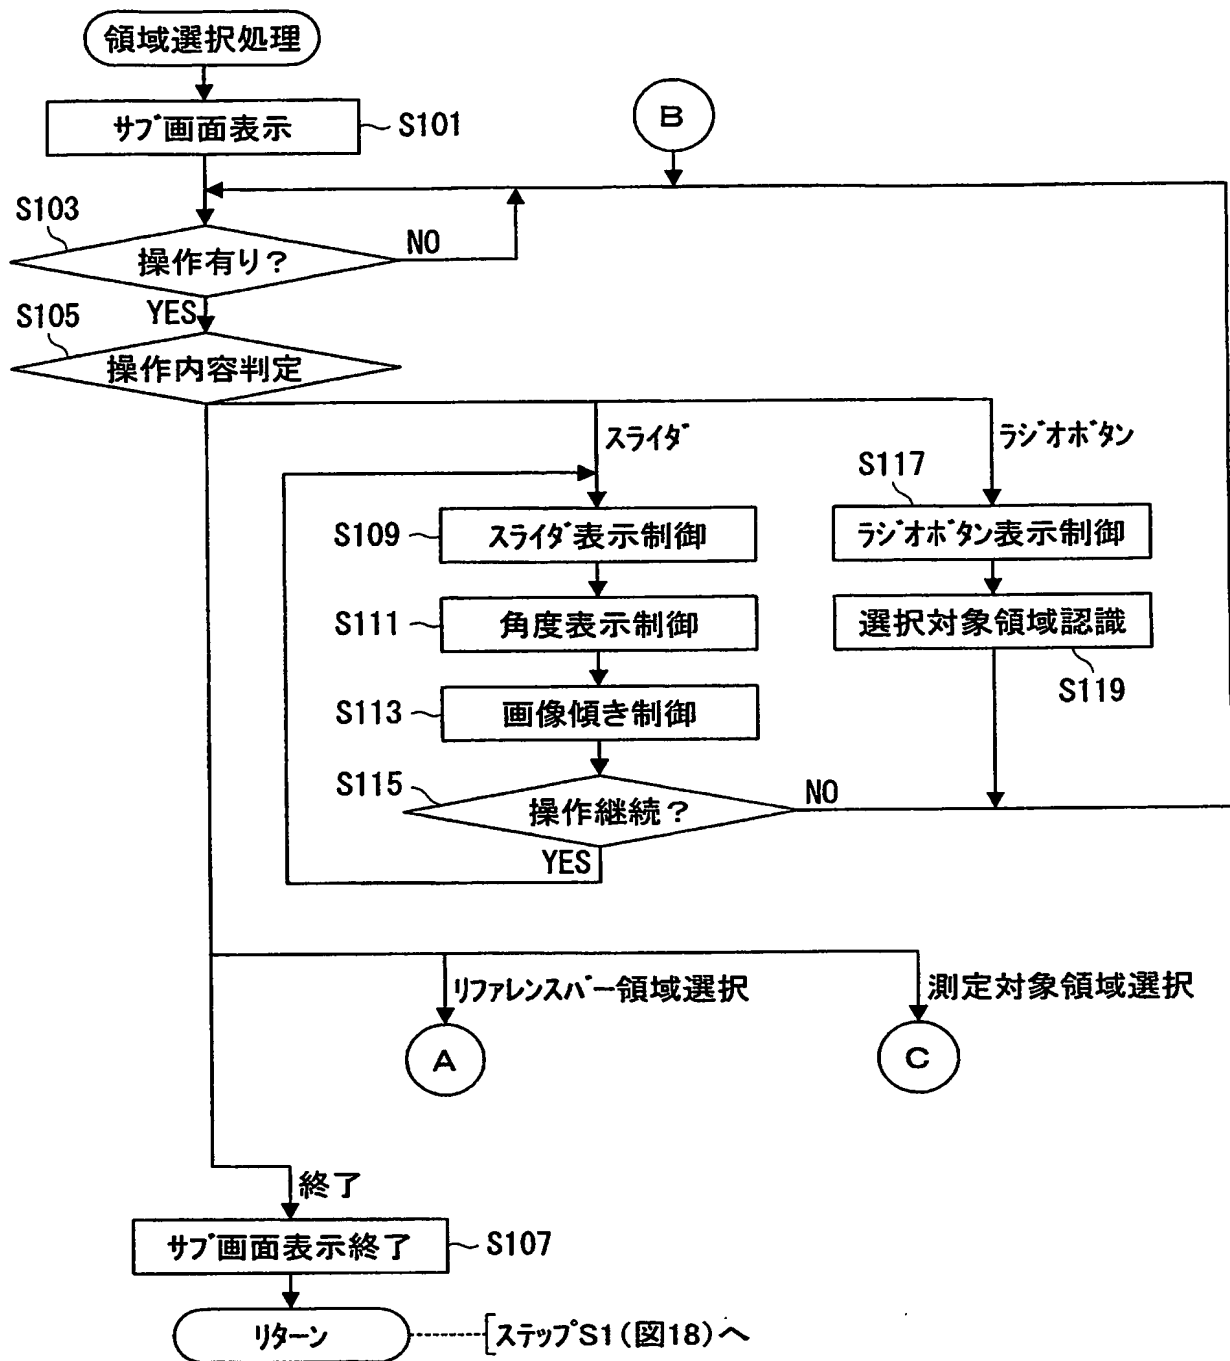 領域選択処理
サブ画面表示
S101
B
S103
操作有り？
NO
YES
S105
操作内容判定
スライダ
ラジオボタン
S117
S109
スライダ表示制御
ラジオボタン表示制御
S111
角度表示制御
選択対象領域認識
S119
S113
画像傾き制御
S115
操作継続？
NO
YES
リファレンスバー領域選択
測定対象領域選択
A
C
終了
サブ画面表示終了
S107
リターン
ステップS1(図18)へ